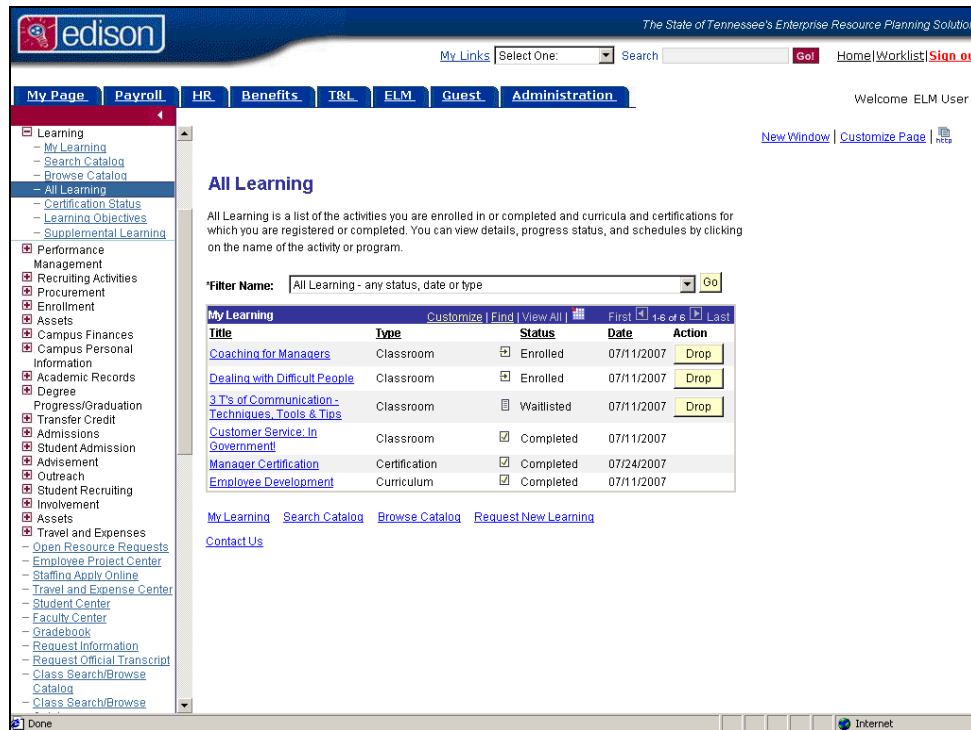 edison
The State of Tennessee's Enterprise Resource Planning Solution
My Links Select One: Search Go! Home|Worklist|Sign ou
My Page Payroll HR Benefits T&L ELM Guest Administration
Welcome ELM User
New Window | Customize Page | http
Learning
My Learning
Search Catalog
Browse Catalog
All Learning
Certification Status
Learning Objectives
Supplemental Learning
Performance
Management
Recruiting Activities
Procurement
Enrollment
Assets
Campus Finances
Campus Personal
Information
Academic Records
Degree
Progress/Graduation
Transfer Credit
Admissions
Student Admission
Advisement
Outreach
Student Recruiting
Involvement
Assets
Travel and Expenses
Open Resource Requests
Employee Project Center
Staffing Apply Online
Travel and Expense Center
Student Center
Faculty Center
Gradebook
Request Information
Request Official Transcript
Class Search/Browse
Catalog
Class Search/Browse
All Learning
All Learning is a list of the activities you are enrolled in or completed and curricula and certifications for
which you are registered or completed. You can view details, progress status, and schedules by clicking
on the name of the activity or program.
*Filter Name: All Learning - any status, date or type Go
My Learning Customize | Find | View All | First 1-6 of 6 Last
Title Type Status Date Action
Coaching for Managers Classroom Enrolled 07/11/2007 Drop
Dealing with Difficult People Classroom Enrolled 07/11/2007 Drop
3 T's of Communication -
Techniques, Tools & Tips Classroom Waitlisted 07/11/2007 Drop
Customer Service: In
Government! Classroom Completed 07/11/2007
Manager Certification Certification Completed 07/24/2007
Employee Development Curriculum Completed 07/11/2007
My Learning Search Catalog Browse Catalog Request New Learning
Contact Us
Done Internet